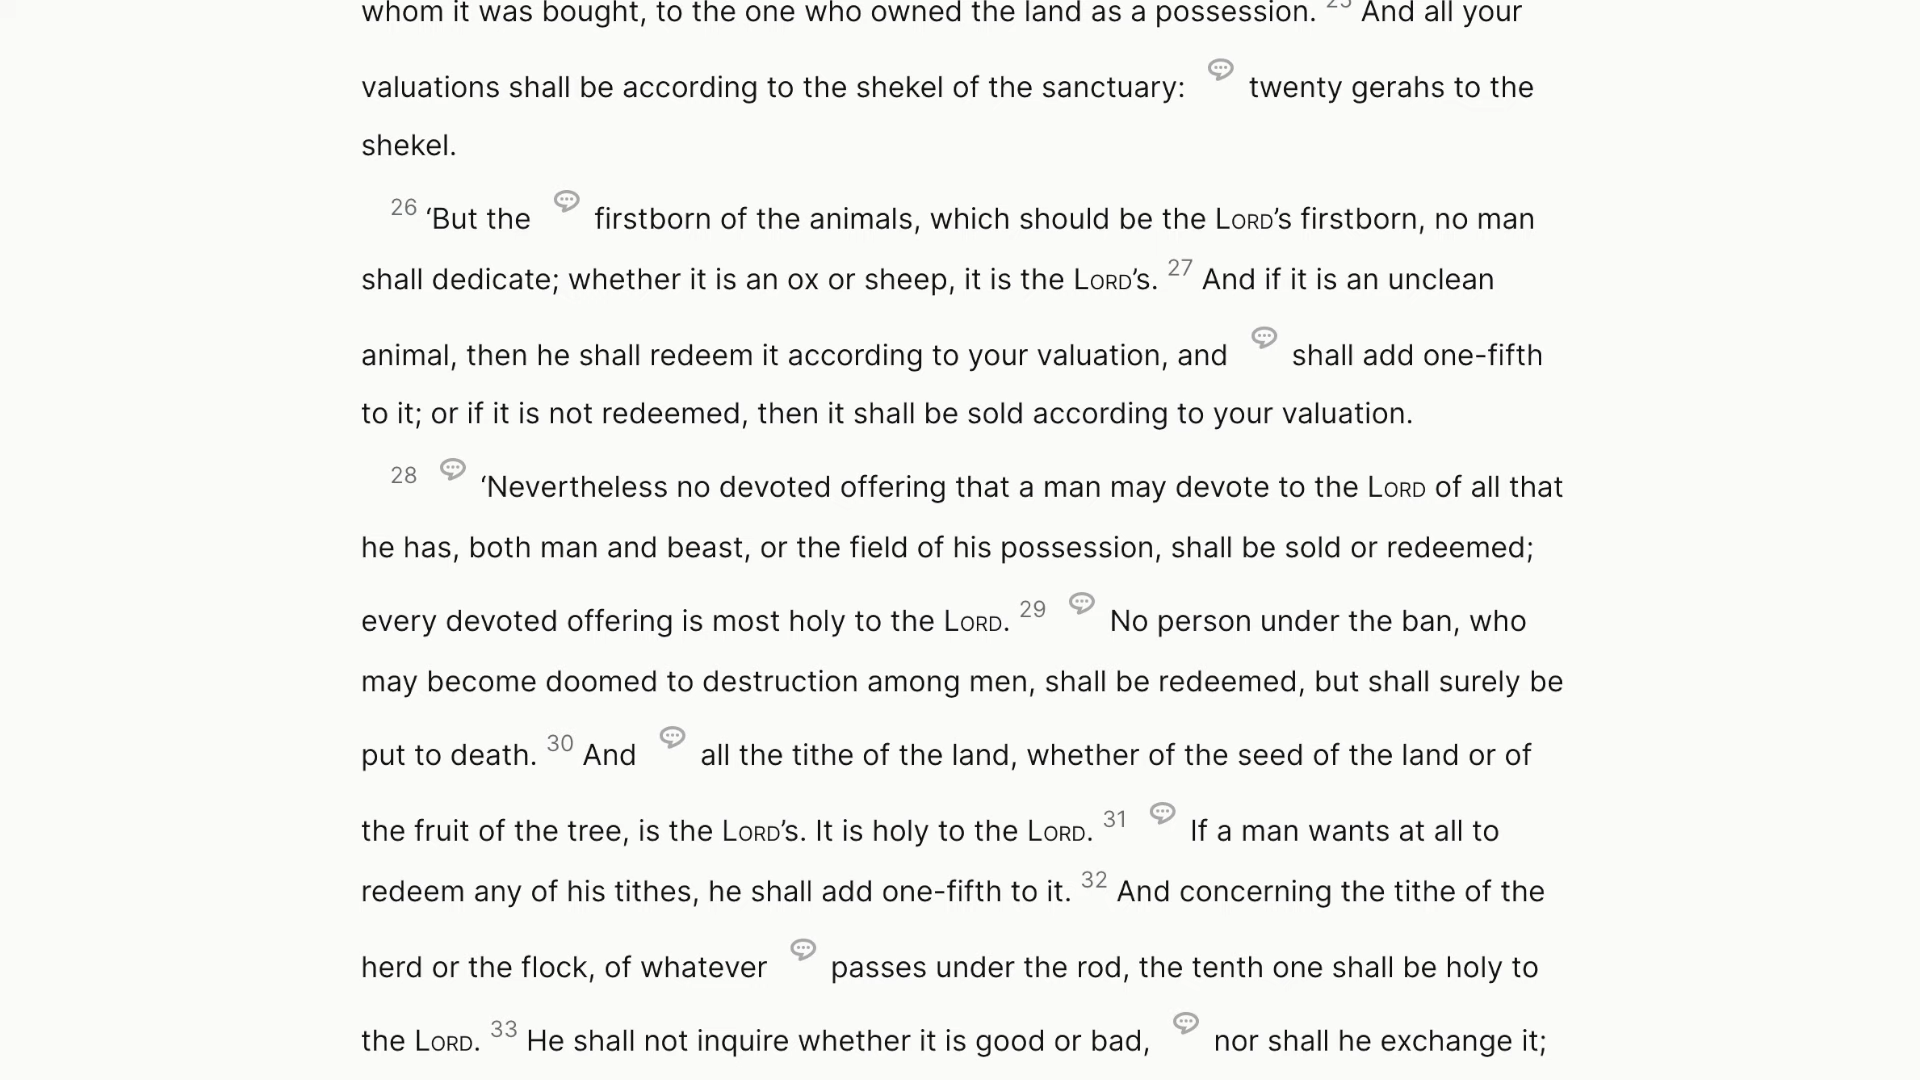 whom it was bought, to the one who owned the land as a possession. 25 And all your
valuations shall be according to the shekel of the sanctuary: twenty gerahs to the
shekel.
26 ‘But the firstborn of the animals, which should be the LORD’s firstborn, no man
shall dedicate; whether it is an ox or sheep, it is the LORD’s. 27 And if it is an unclean
animal, then he shall redeem it according to your valuation, and shall add one-fifth
to it; or if it is not redeemed, then it shall be sold according to your valuation.
28 ‘Nevertheless no devoted offering that a man may devote to the LORD of all that
he has, both man and beast, or the field of his possession, shall be sold or redeemed;
every devoted offering is most holy to the LORD. 29 No person under the ban, who
may become doomed to destruction among men, shall be redeemed, but shall surely be
put to death. 30 And all the tithe of the land, whether of the seed of the land or of
the fruit of the tree, is the LORD’s. It is holy to the LORD. 31 If a man wants at all to
redeem any of his tithes, he shall add one-fifth to it. 32 And concerning the tithe of the
herd or the flock, of whatever passes under the rod, the tenth one shall be holy to
the LORD. 33 He shall not inquire whether it is good or bad, nor shall he exchange it;